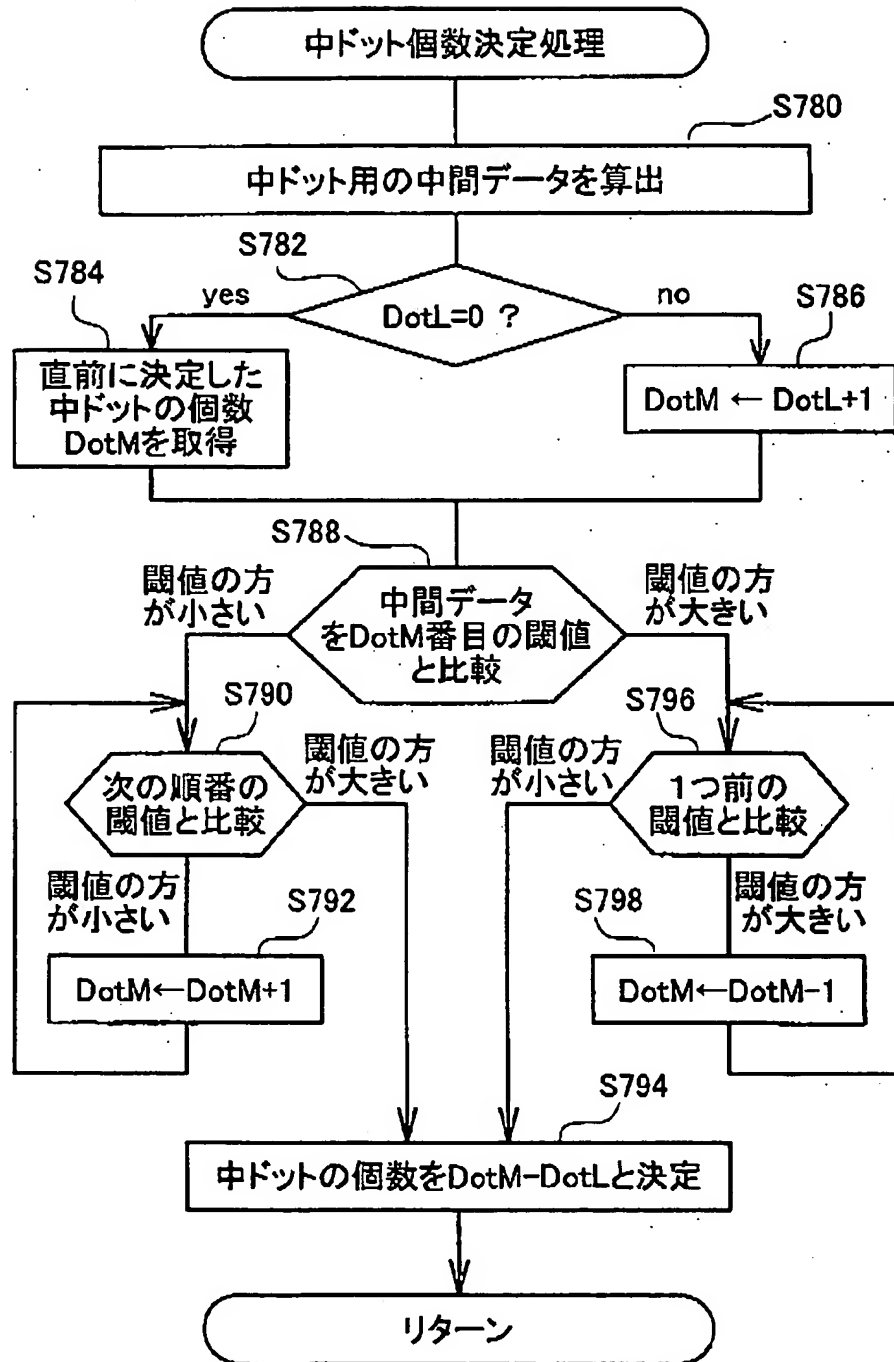 中ドット個数決定処理
S780
中ドット用の中間データを算出
S782
DotL=0 ?
yes
no
S784
直前に決定した
中ドットの個数
DotMを取得
S786
DotM ← DotL+1
S788
中間データ
をDotM番目の閾値
と比較
閾値の方
が小さい
閾値の方
が大きい
S790
次の順番の
閾値と比較
閾値の方
が大きい
閾値の方
が小さい
S792
DotM←DotM+1
S796
1つ前の
閾値と比較
閾値の方
が小さい
閾値の方
が大きい
S798
DotM←DotM-1
S794
中ドットの個数をDotM-DotLと決定
リターン